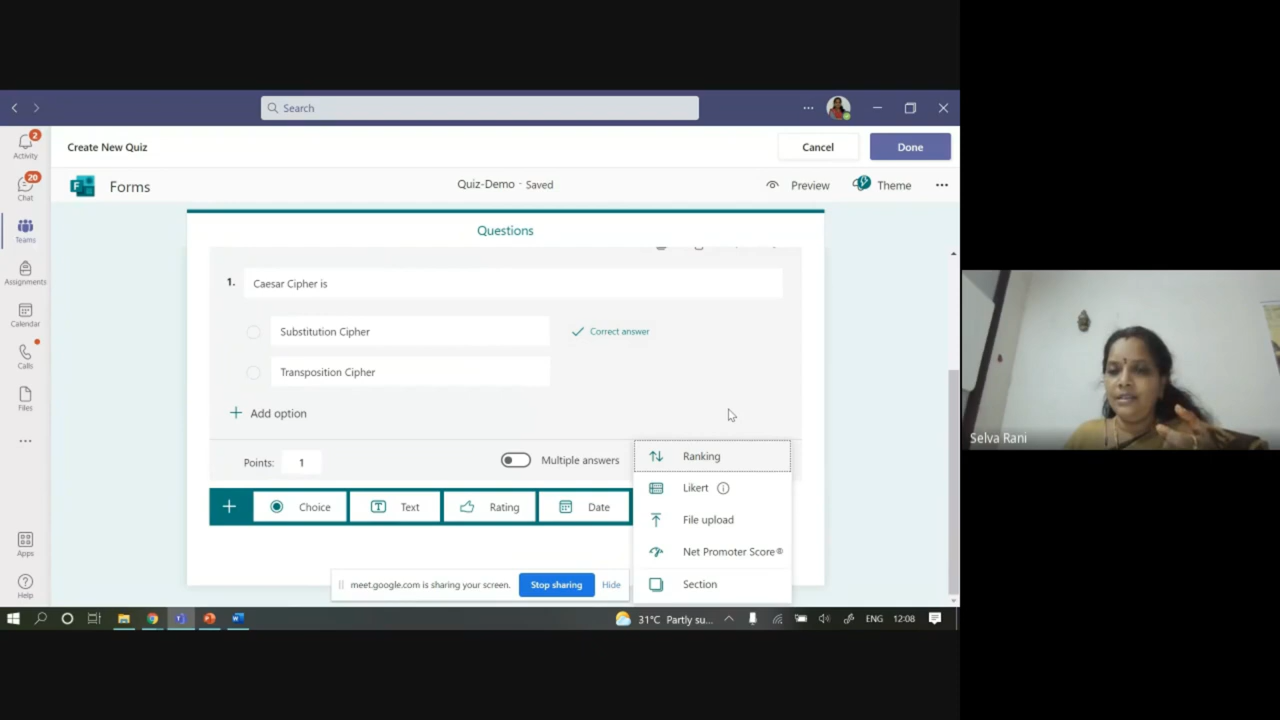 Search
2
Activity
Create New Quiz
Cancel
Done
F
Forms
Quiz-Demo · Saved
Preview
Theme
20
Chat
Teams
Assignments
Calendar
Calls
Files
Apps
Help
Questions
1.
Caesar Cipher is
Substitution Cipher
Correct answer
Transposition Cipher
Add option
Points:
1
Multiple answers
Ranking
Likert
File upload
Net Promoter Score®
Section
Choice
Text
Rating
Date
meet.google.com is sharing your screen.
Stop sharing
Hide
31°C Partly su...
ENG
12:08
Selva Rani